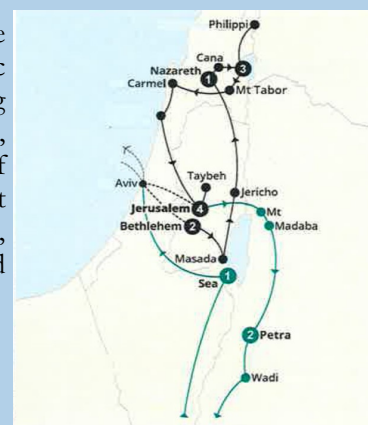 e
c
g
,
f
t
,
d
Philippi
Cana
3
Nazareth
1
Carmel
Mt Tabor
Taybeh
Aviv
Jericho
Jerusalem 4
Mt
Bethlehem 2
Madaba
Masada
1
Sea
2 Petra
Wadi